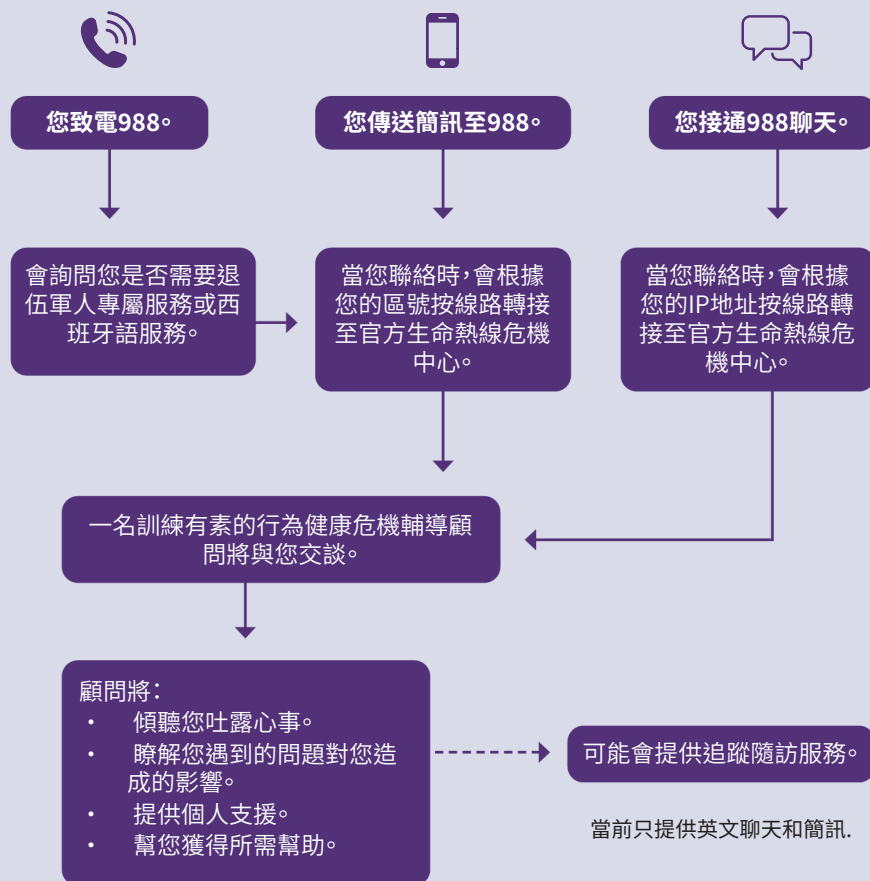 您致電988。
您傳送簡訊至988。
您接通988聊天。
會詢問您是否需要退
伍軍人專屬服務或西
班牙語服務。
當您聯絡時，會根據
您的區號按線路轉接
至官方生命熱線危機
中心。
當您聯絡時，會根據
您的IP地址按線路轉
接至官方生命熱線危
機中心。
一名訓練有素的行為健康危機輔導顧
問將與您交談。
顧問將：
· 傾聽您吐露心事。
· 瞭解您遇到的問題對您造
成的影響。
· 提供個人支援。
· 幫您獲得所需幫助。
可能會提供追蹤隨訪服務。
當前只提供英文聊天和簡訊.